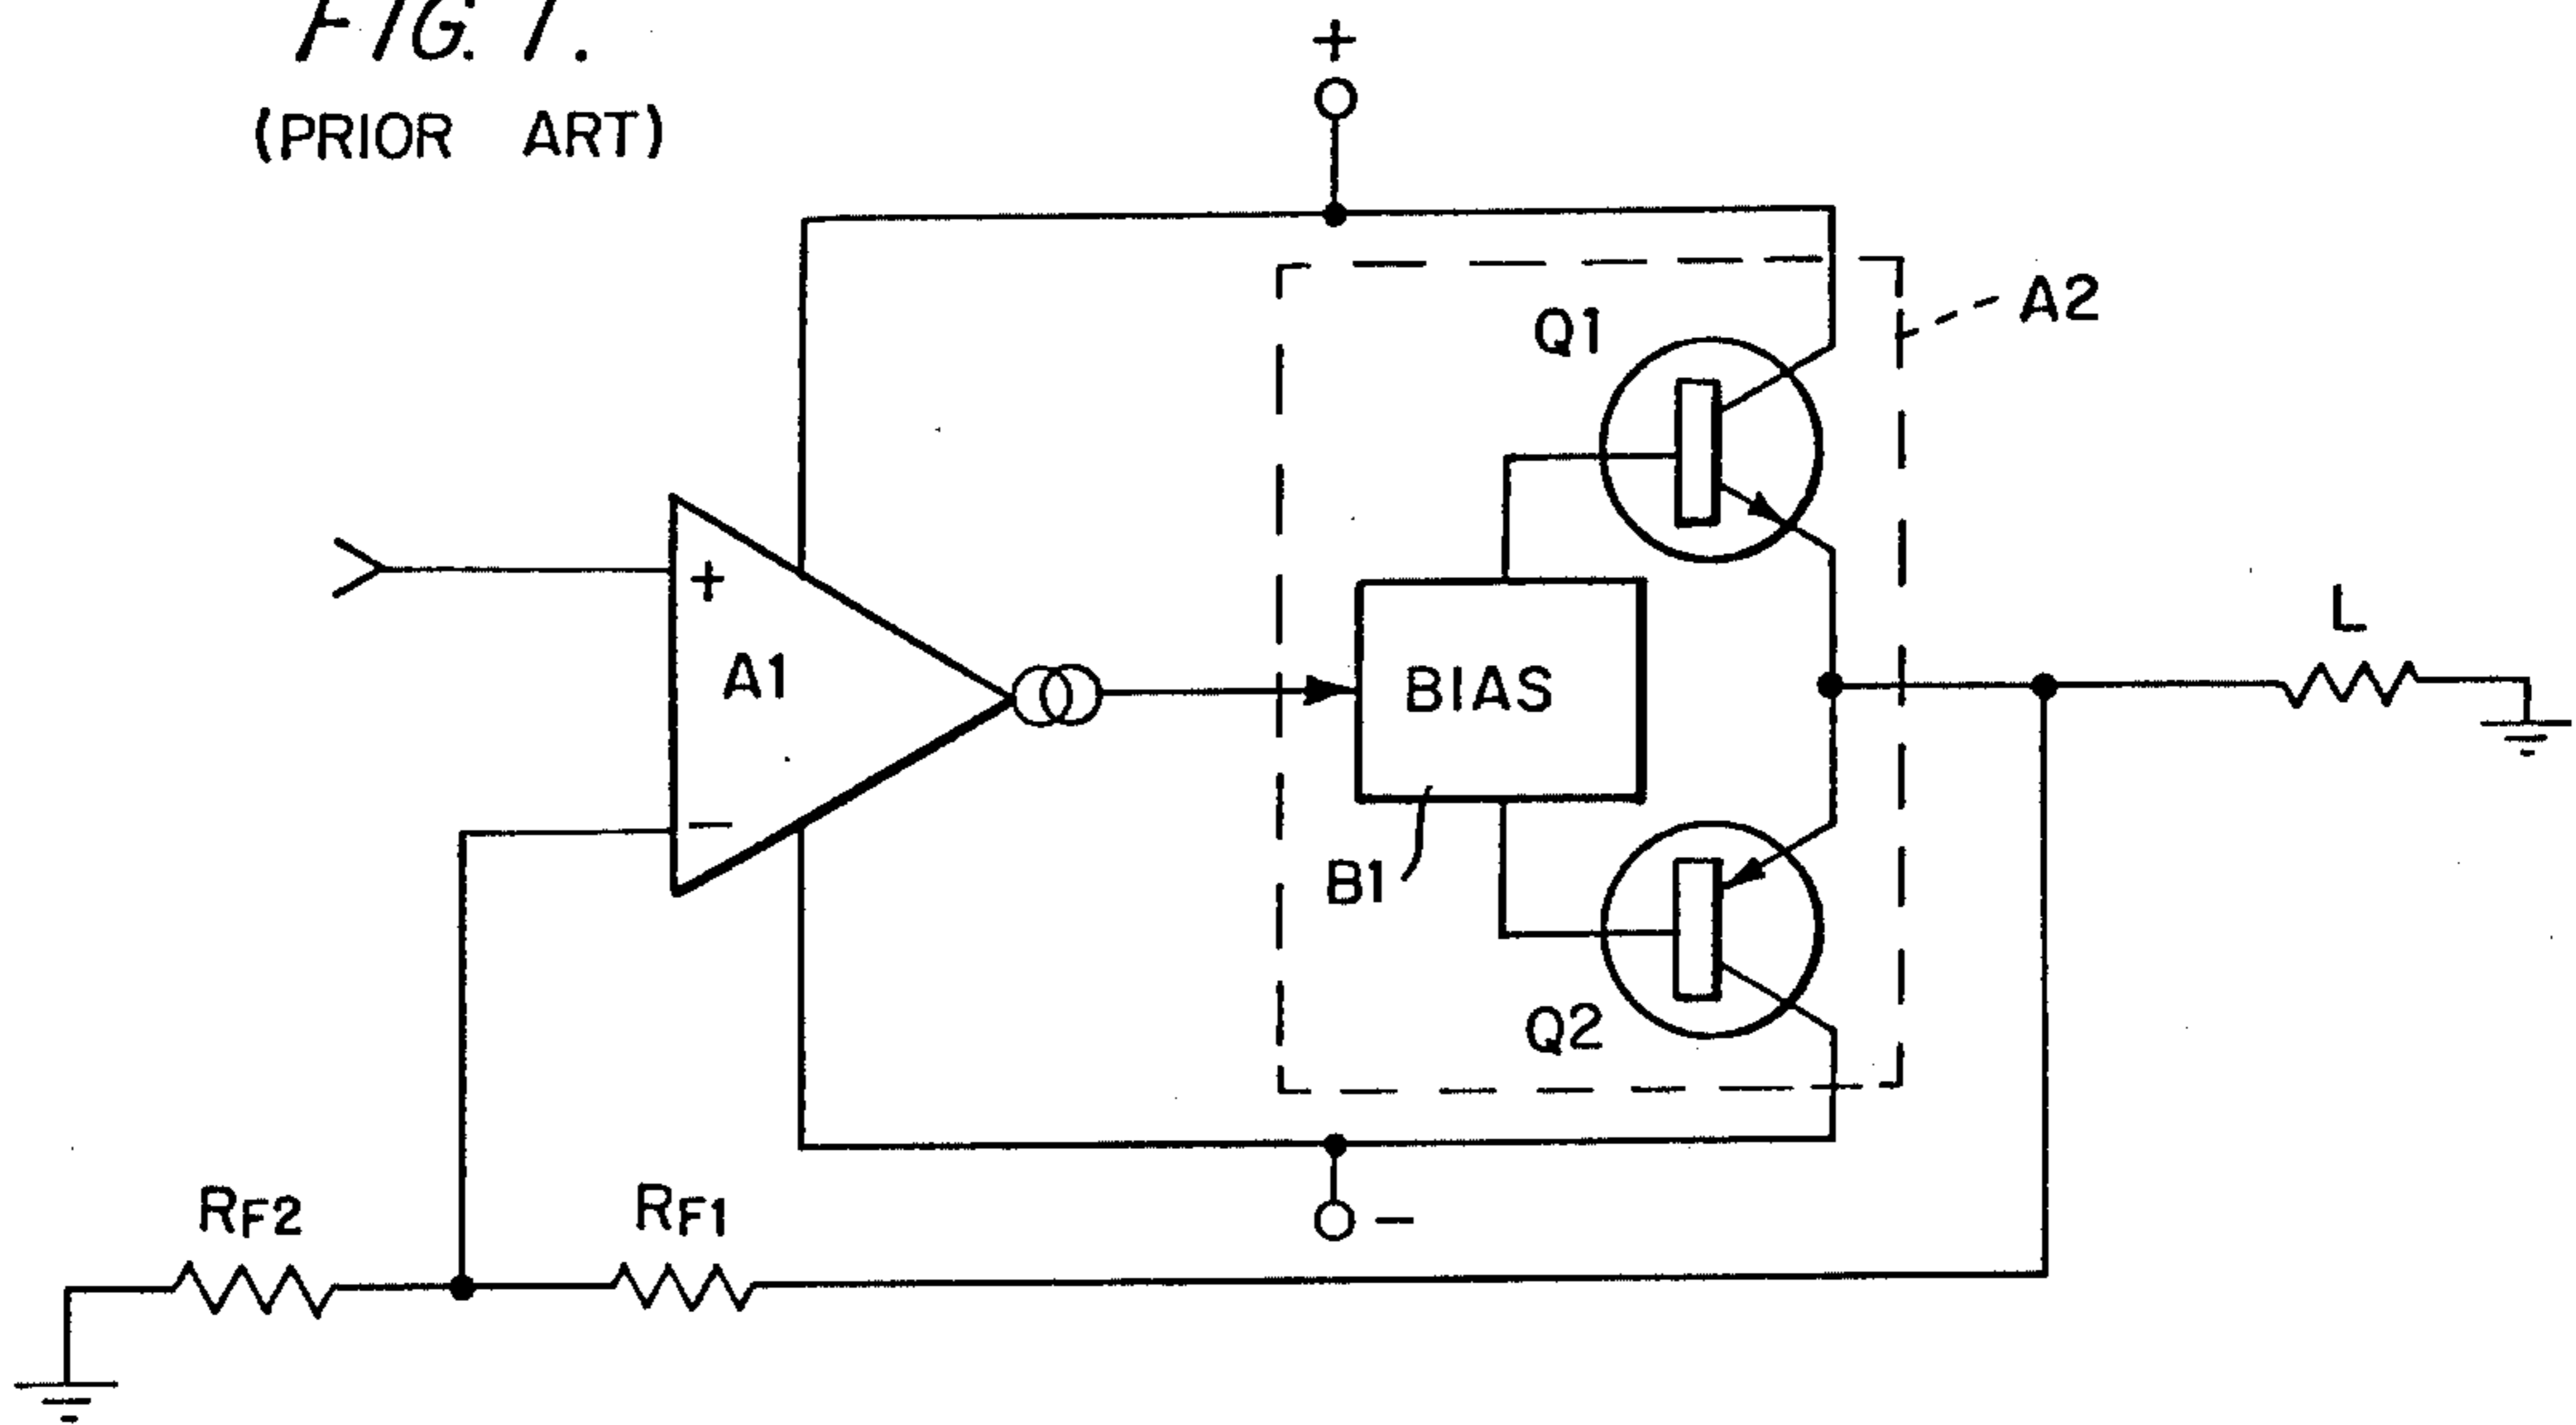 FIG. 1.
(PRIOR ART)
+
A2
Q1
+
A1
L
BIAS
−
B1
Q2
RF2
RF1
−